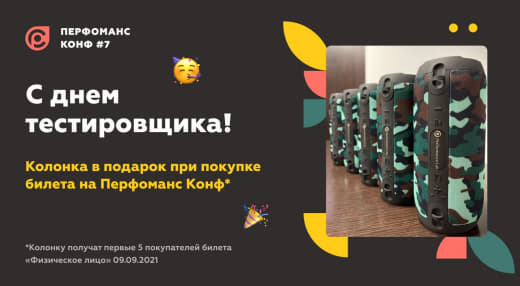 ПЕРФОМАНС
КОНФ #7
С днем
тестировщика!
Колонка в подарок при покупке
билета на Перфоманс Конф*
*Колонку получат первые 5 покупателей билета
«Физическое лицо» 09.09.2021